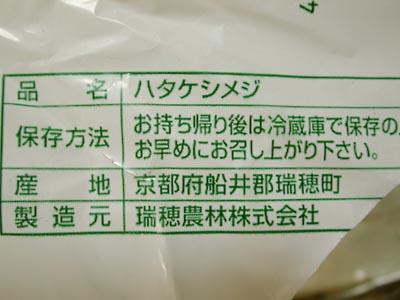 品名 ハタケシメジ
保存方法 お持ち帰り後は冷蔵庫で保存の
お早めにお召し上がり下さい。
産地 京都府船井郡瑞穂町
製造元 瑞穂農林株式会社